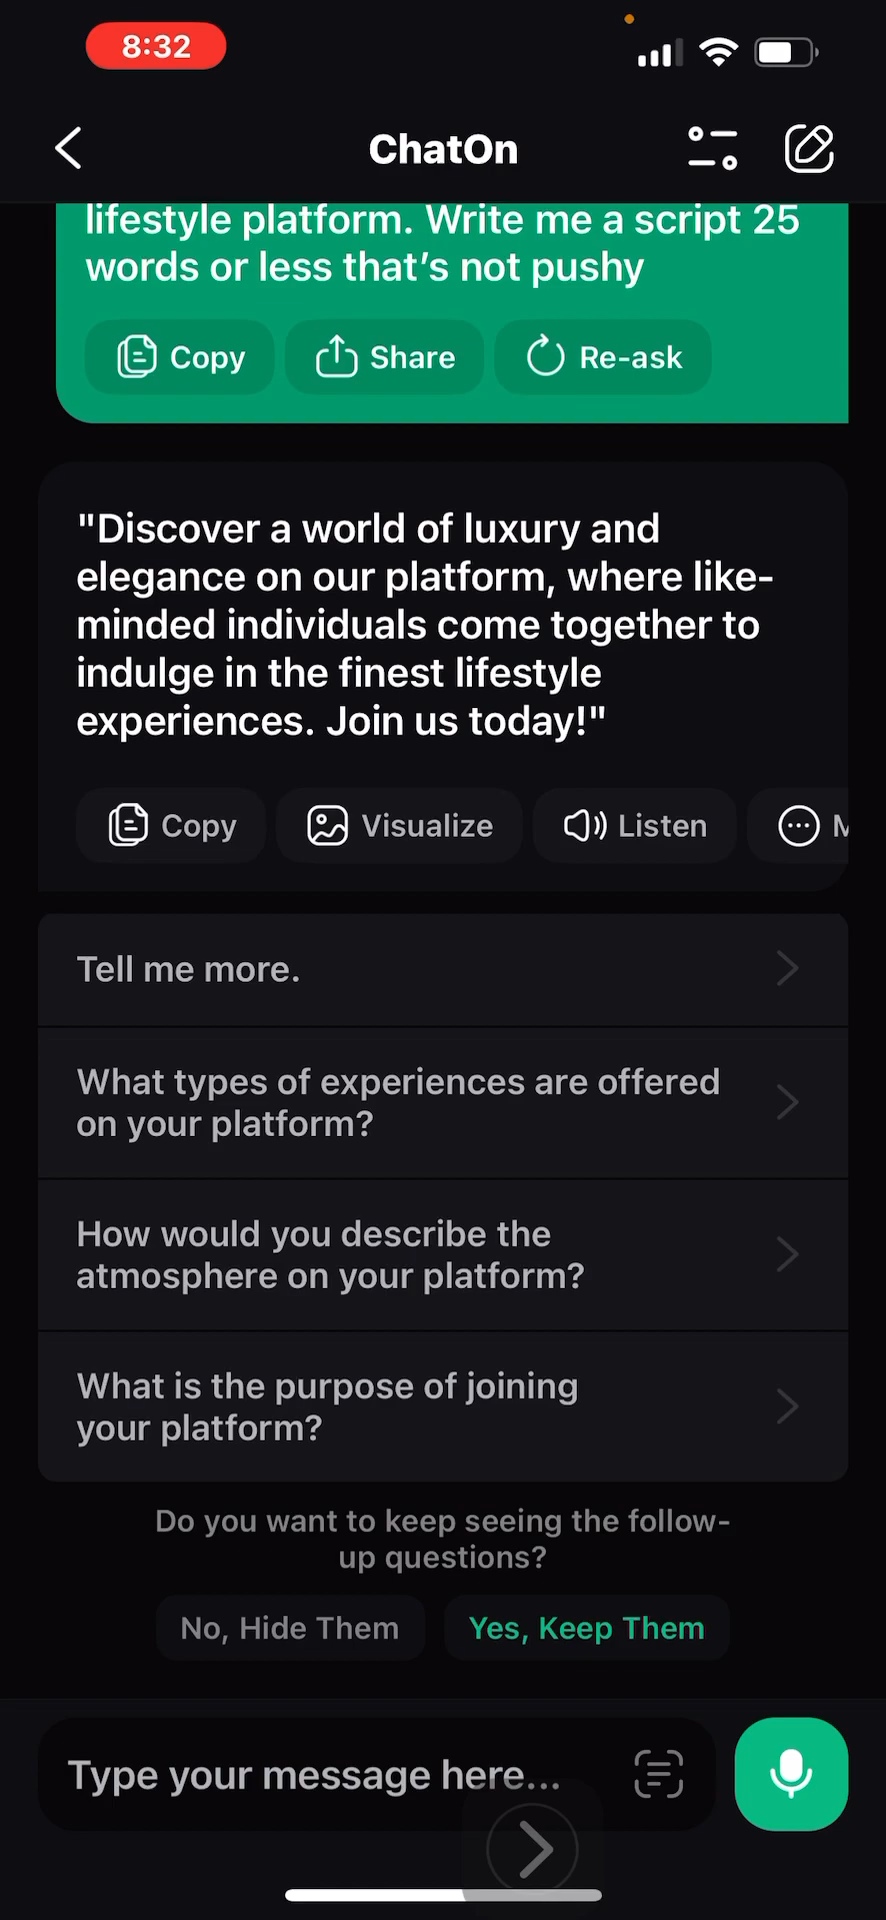 8:32
ChatOn
lifestyle platform. Write me a script 25
words or less that’s not pushy
Copy
Share
Re-ask
"Discover a world of luxury and
elegance on our platform, where like-
minded individuals come together to
indulge in the finest lifestyle
experiences. Join us today!"
Copy
Visualize
Listen
Tell me more.
What types of experiences are offered
on your platform?
How would you describe the
atmosphere on your platform?
What is the purpose of joining
your platform?
Do you want to keep seeing the follow-
up questions?
No, Hide Them
Yes, Keep Them
Type your message here...